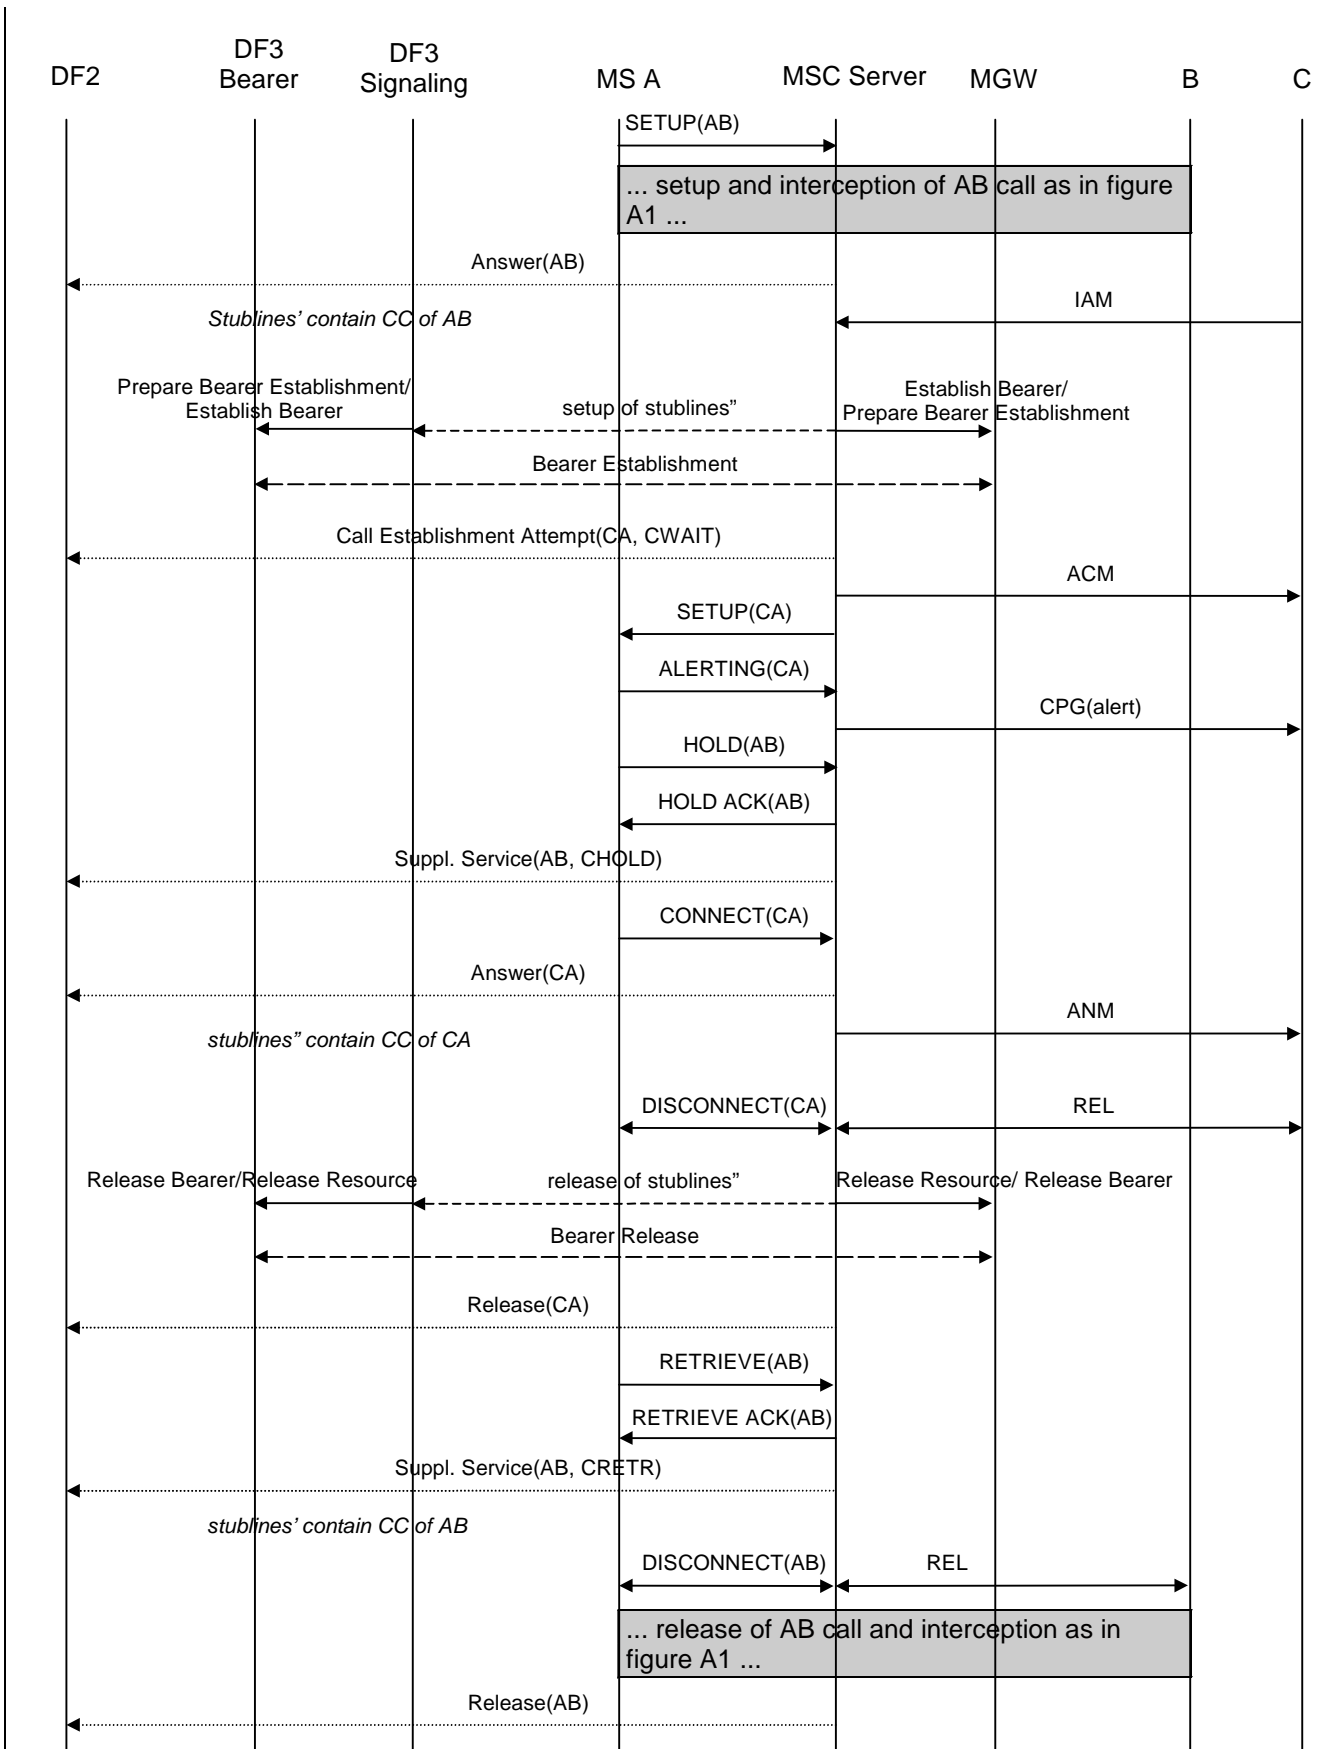 DF2
DF3
Bearer
DF3
Signaling
MS A
MSC Server
MGW
B
C
SETUP(AB)
... setup and interception of AB call as in figure
A1 ...
Answer(AB)
IAM
Stublines’ contain CC of AB
Prepare Bearer Establishment/
Establish Bearer
setup of stublines”
Establish Bearer/
Prepare Bearer Establishment
Bearer Establishment
Call Establishment Attempt(CA, CWAIT)
ACM
SETUP(CA)
ALERTING(CA)
CPG(alert)
HOLD(AB)
HOLD ACK(AB)
Suppl. Service(AB, CHOLD)
CONNECT(CA)
Answer(CA)
ANM
stublines” contain CC of CA
DISCONNECT(CA)
REL
Release Bearer/Release Resource
release of stublines”
Release Resource/ Release Bearer
Bearer Release
Release(CA)
RETRIEVE(AB)
RETRIEVE ACK(AB)
Suppl. Service(AB, CRETR)
stublines’ contain CC of AB
DISCONNECT(AB)
REL
... release of AB call and interception as in
figure A1 ...
Release(AB)